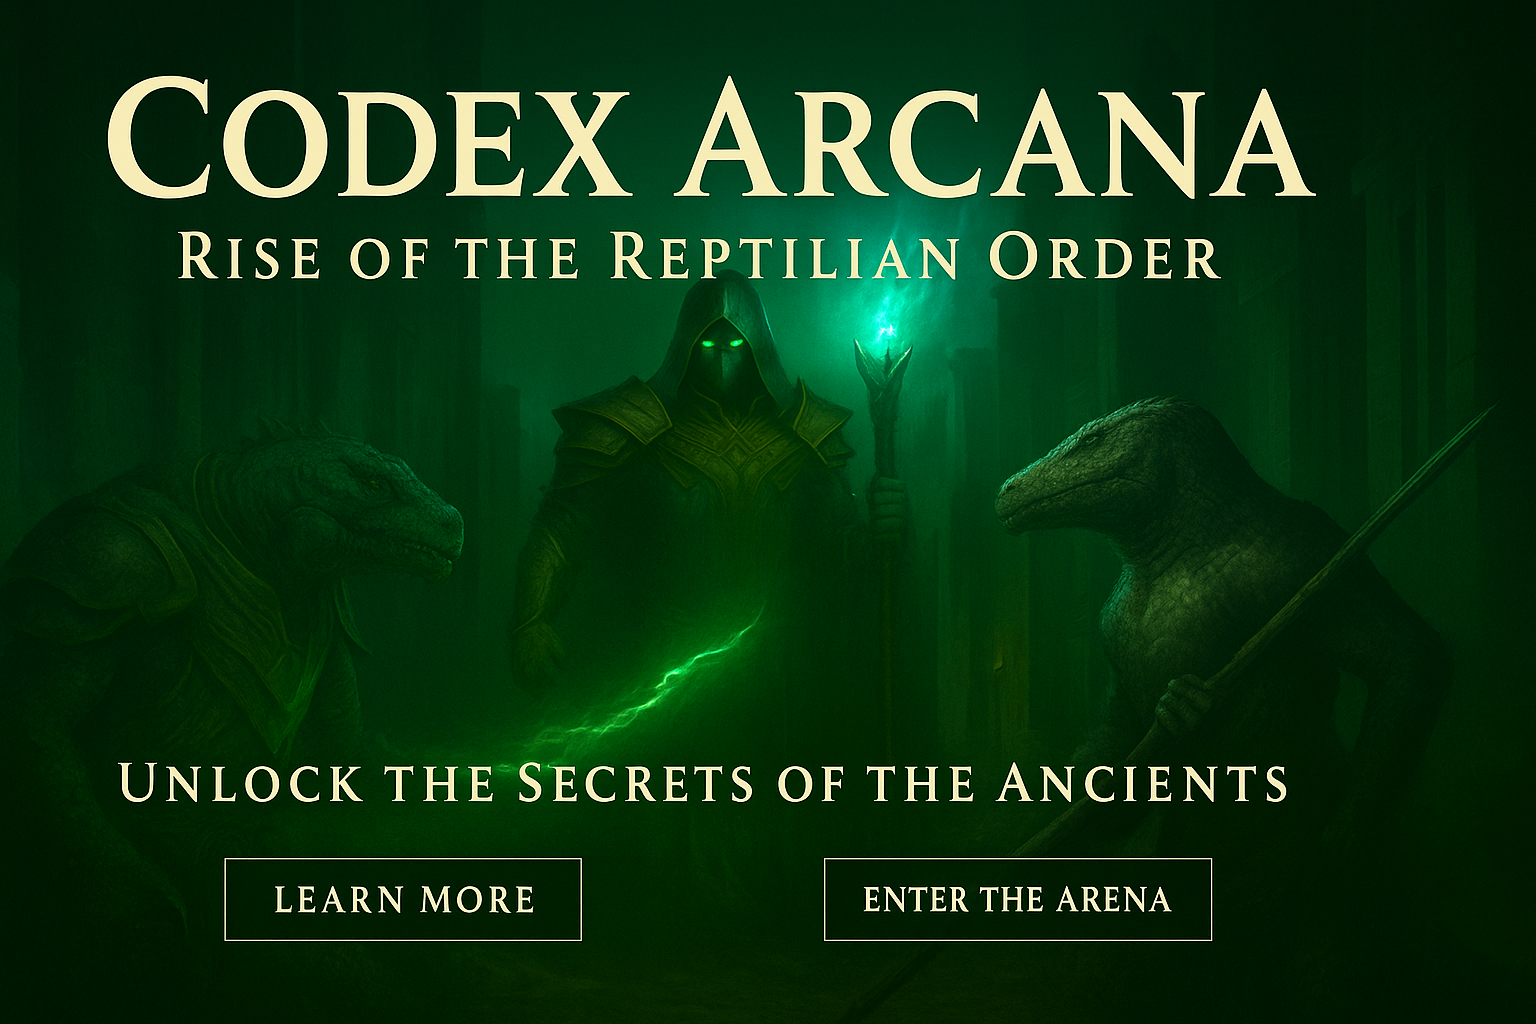 Codex Arcana
Rise of the Reptilian Order
Unlock the Secrets of the Ancients
LEARN MORE
ENTER THE ARENA